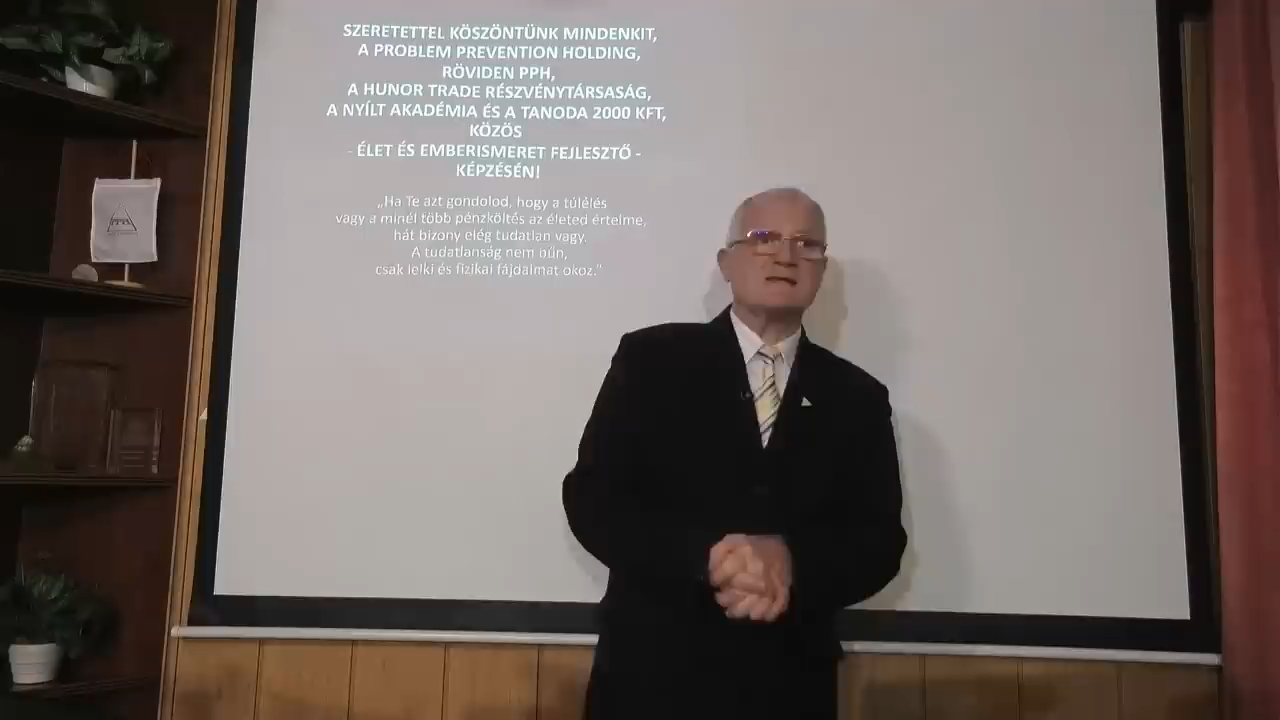 SZERETETTEL KÖSZÖNTÜNK MINDENKIT,
A PROBLEM PREVENTION HOLDING,
RÖVIDEN PPH,
A HUNOR TRADE RÉSZVÉNYTÁRSASÁG,
A NYÍLT AKADÉMIA ÉS A TANODA 2000 KFT,
KÖZÖS
- ÉLET ÉS EMBERISMERET FEJLESZTŐ -
KÉPZÉSÉN!
„Ha Te azt gondolod, hogy a túlélés
vagy a minél több pénzköltés az életed értelme,
hát bizony elég tudatlan vagy.
A tudatlanság nem bűn,
csak lelki és fizikai fájdalmat okoz.”